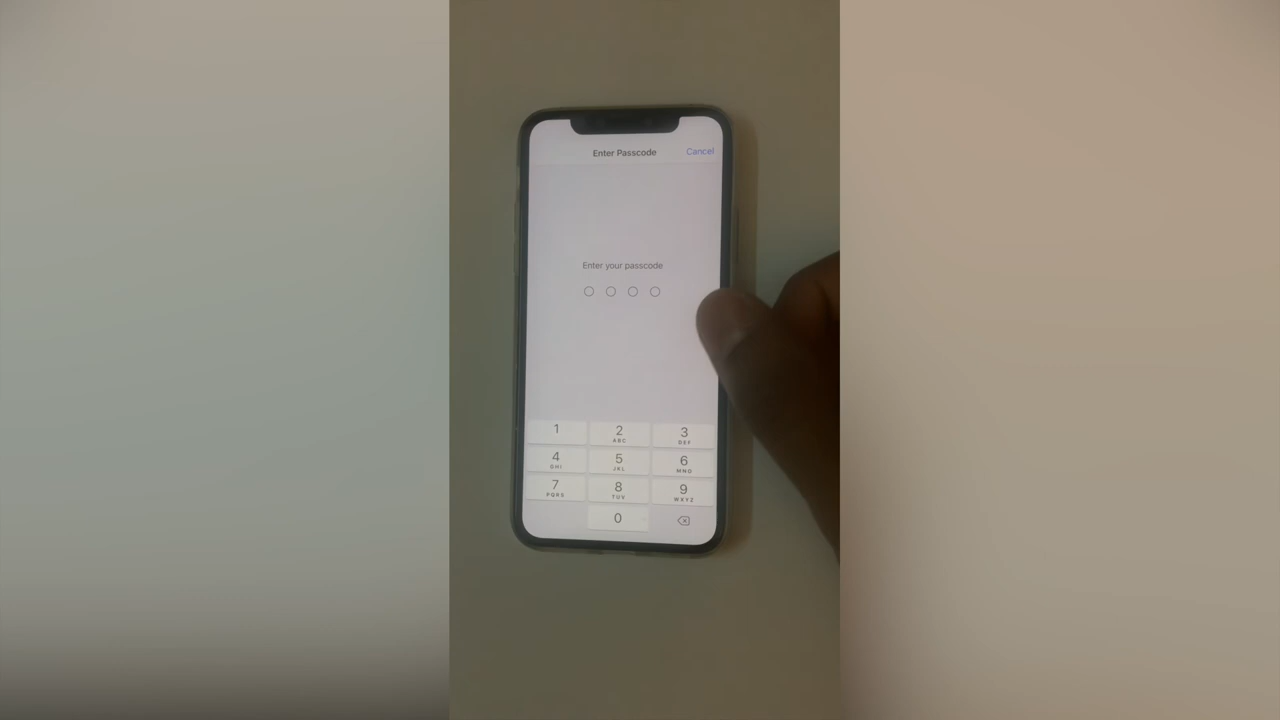 Enter Passcode Cancel
Enter your passcode
1 2 3
ABC DEF
4 5 6
GHI JKL MNO
7 8 9
PQRS TUV WXYZ
0